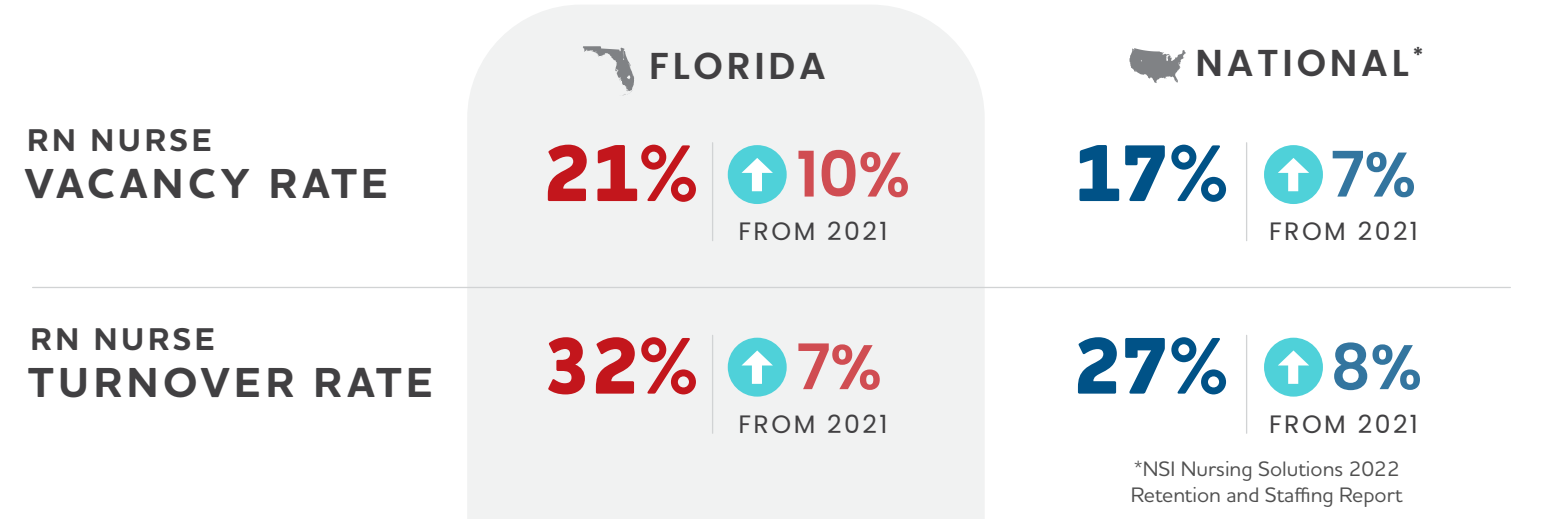 FLORIDA
NATIONAL*
RN NURSE
VACANCY RATE
21%
10%
FROM 2021
17%
7%
FROM 2021
RN NURSE
TURNOVER RATE
32%
7%
FROM 2021
27%
8%
FROM 2021
*NSI Nursing Solutions 2022
Retention and Staffing Report